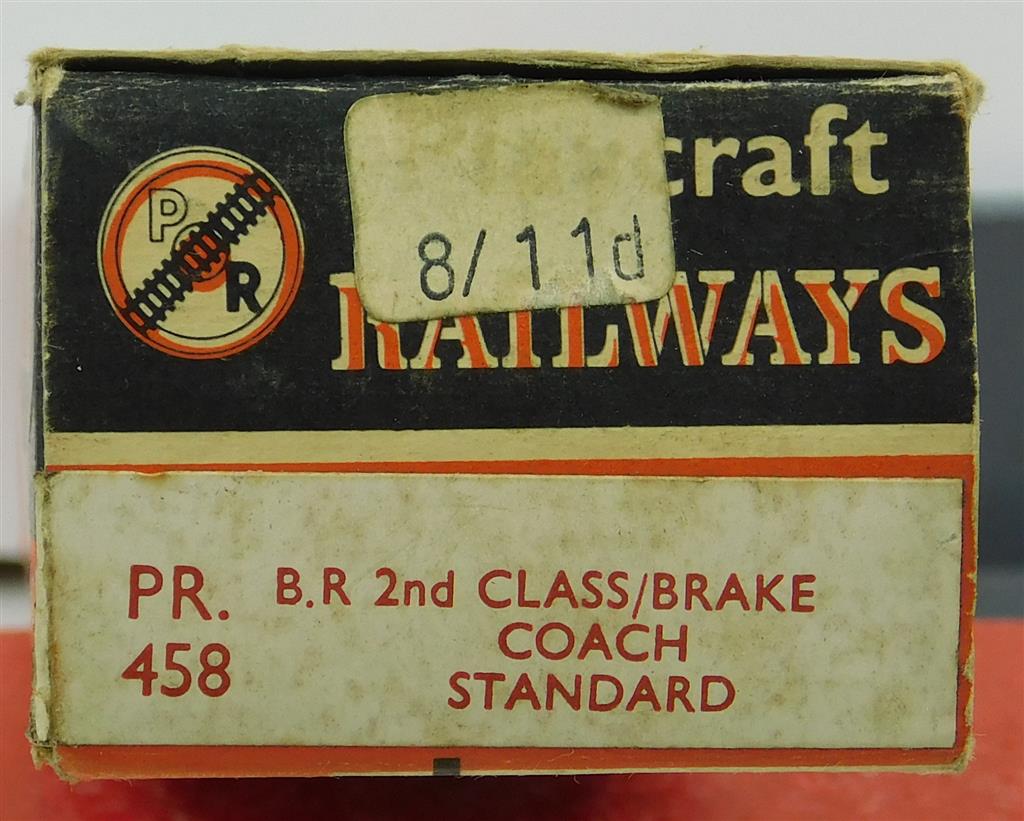 craft
P R
8/11d
RAILWAYS
PR. B.R 2nd CLASS/BRAKE
458 COACH
STANDARD